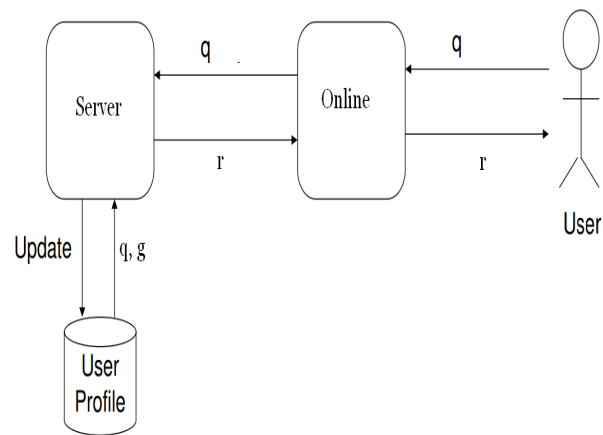 q
q
Server
Online
r
r
User
Update
q, g
User
Profile